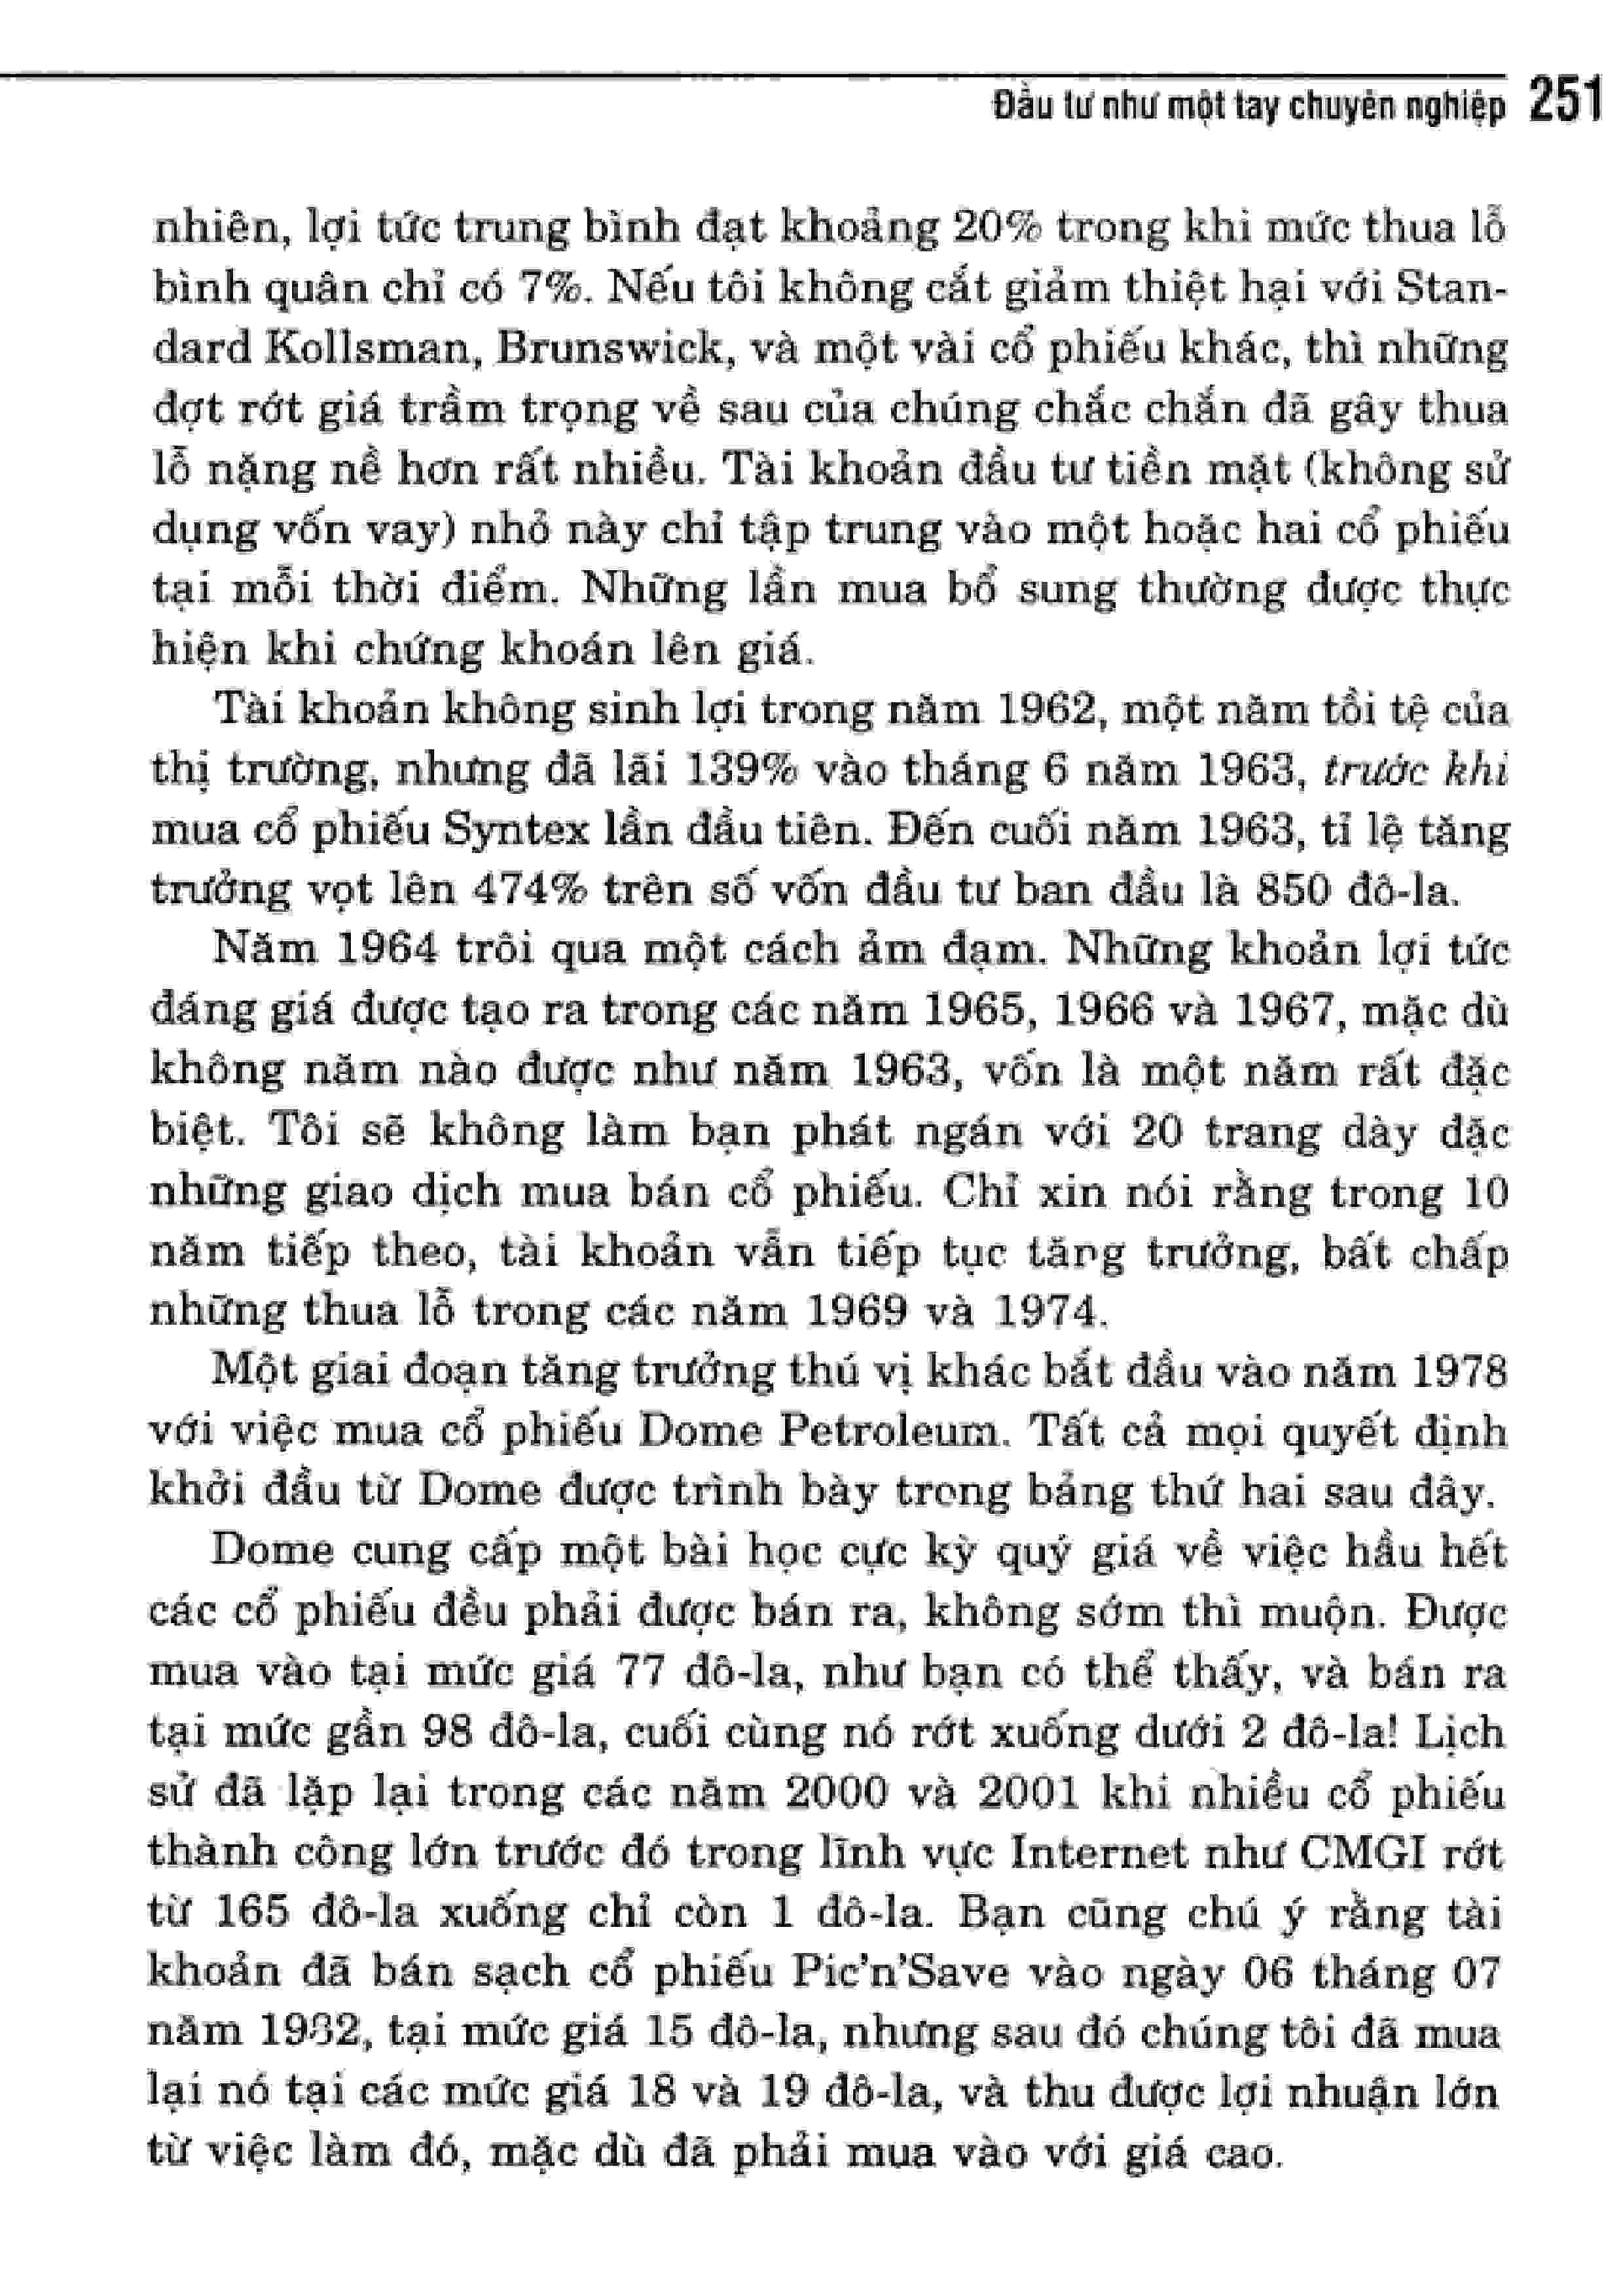 Đầu tư như một tay chuyên nghiệp 251
nhiên, lợi tức trung bình đạt khoảng 20% trong khi mức thua lỗ
bình quân chỉ có 7%. Nếu tôi không cắt giảm thiệt hại với Stan-
dard Kollsman, Brunswick, và một vài cổ phiếu khác, thì những
đợt rớt giá trầm trọng về sau của chúng chắc chắn đã gây thua
lỗ nặng nề hơn rất nhiều. Tài khoản đầu tư tiền mặt (không sử
dụng vốn vay) nhỏ này chỉ tập trung vào một hoặc hai cổ phiếu
tại mỗi thời điểm. Những lần mua bổ sung thường được thực
hiện khi chứng khoán lên giá.
Tài khoản không sinh lợi trong năm 1962, một năm tồi tệ của
thị trường, nhưng đã lãi 139% vào tháng 6 năm 1963, trước khi
mua cổ phiếu Syntex lần đầu tiên. Đến cuối năm 1963, tỉ lệ tăng
trưởng vọt lên 474% trên số vốn đầu tư ban đầu là 850 đô-la.
Năm 1964 trôi qua một cách ảm đạm. Những khoản lợi tức
đáng giá được tạo ra trong các năm 1965, 1966 và 1967, mặc dù
không năm nào được như năm 1963, vốn là một năm rất đặc
biệt. Tôi sẽ không làm bạn phát ngán với 20 trang dày đặc
những giao dịch mua bán cổ phiếu. Chỉ xin nói rằng trong 10
năm tiếp theo, tài khoản vẫn tiếp tục tăng trưởng, bất chấp
những thua lỗ trong các năm 1969 và 1974.
Một giai đoạn tăng trưởng thú vị khác bắt đầu vào năm 1978
với việc mua cổ phiếu Dome Petroleum. Tất cả mọi quyết định
khởi đầu từ Dome được trình bày trong bảng thứ hai sau đây.
Dome cung cấp một bài học cực kỳ quý giá về việc hầu hết
các cổ phiếu đều phải được bán ra, không sớm thì muộn. Được
mua vào tại mức giá 77 đô-la, như bạn có thể thấy, và bán ra
tại mức gần 98 đô-la, cuối cùng nó rớt xuống dưới 2 đô-la! Lịch
sử đã lặp lại trong các năm 2000 và 2001 khi nhiều cổ phiếu
thành công lớn trước đó trong lĩnh vực Internet như CMGI rớt
từ 165 đô-la xuống chỉ còn 1 đô-la. Bạn cũng chú ý rằng tài
khoản đã bán sạch cổ phiếu Pic’n’Save vào ngày 06 tháng 07
năm 1982, tại mức giá 15 đô-la, nhưng sau đó chúng tôi đã mua
lại nó tại các mức giá 18 và 19 đô-la, và thu được lợi nhuận lớn
từ việc làm đó, mặc dù đã phải mua vào với giá cao.